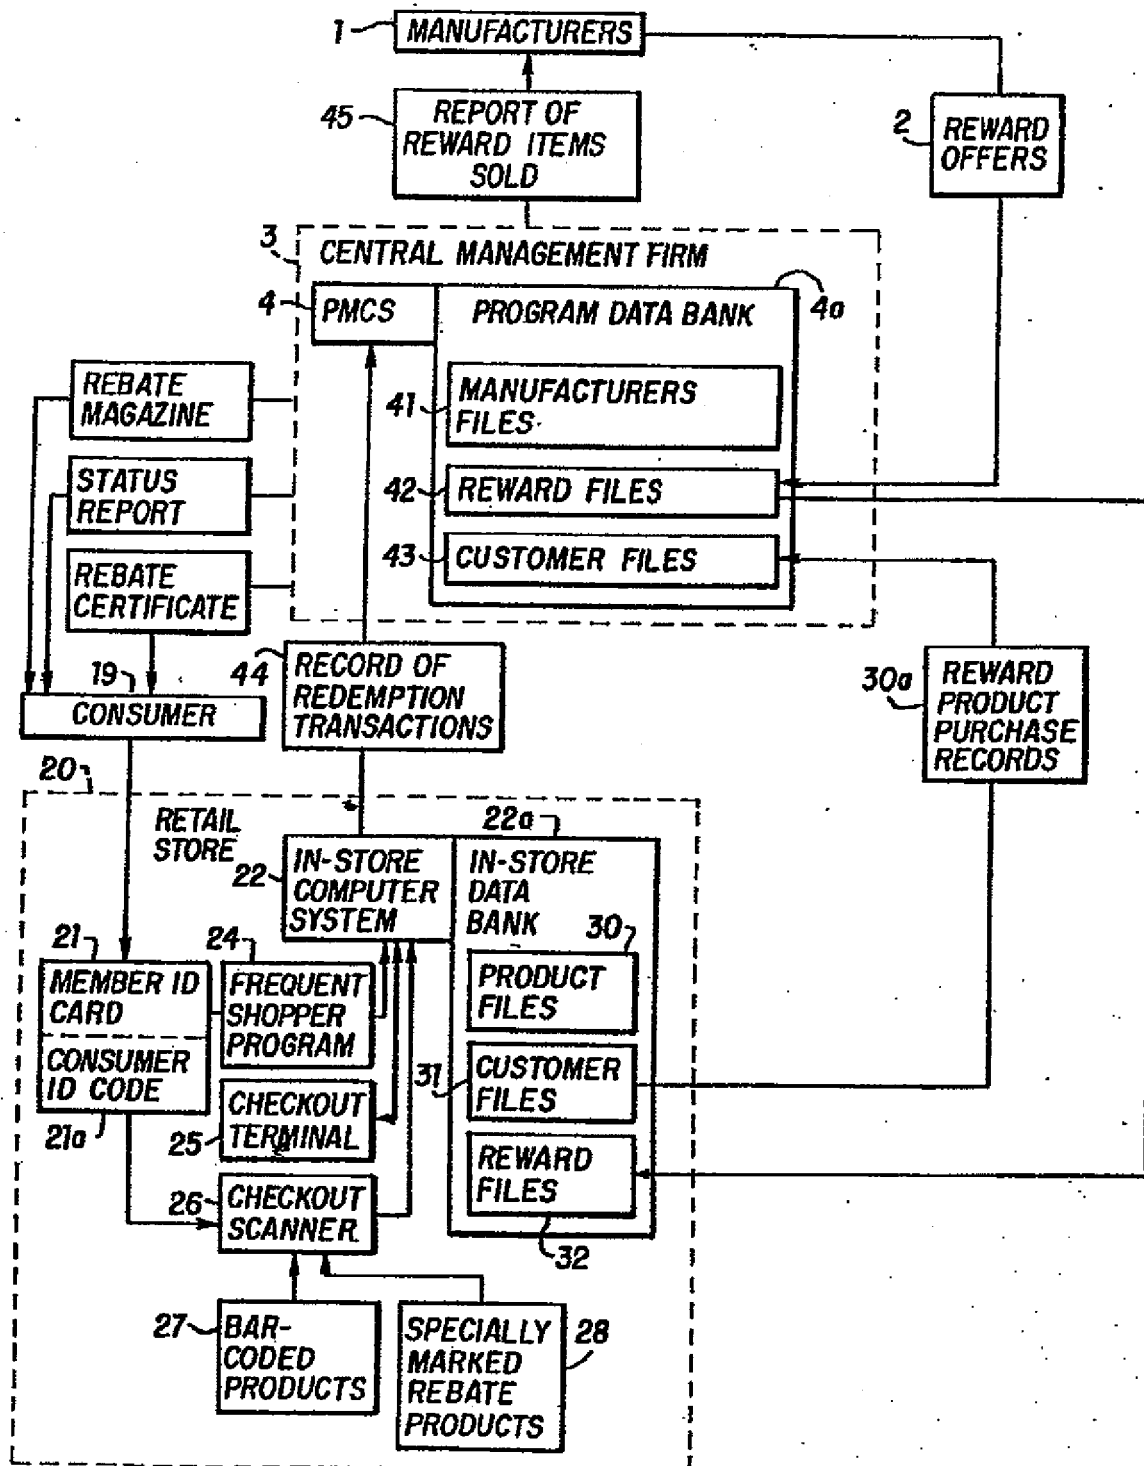 1
MANUFACTURERS
45
REPORT OF
REWARD ITEMS
SOLD
2
REWARD
OFFERS
3
CENTRAL MANAGEMENT FIRM
4
PMCS
PROGRAM DATA BANK
4a
41
MANUFACTURERS
FILES
42
REWARD FILES
43
CUSTOMER FILES
REBATE
MAGAZINE
STATUS
REPORT
REBATE
CERTIFICATE
19
CONSUMER
44
RECORD OF
REDEMPTION
TRANSACTIONS
30a
REWARD
PRODUCT
PURCHASE
RECORDS
20
RETAIL
STORE
22
IN-STORE
COMPUTER
SYSTEM
22a
IN-STORE
DATA
BANK
30
PRODUCT
FILES
31
CUSTOMER
FILES
REWARD
FILES
32
21
MEMBER ID
CARD
CONSUMER
ID CODE
21a
24
FREQUENT
SHOPPER
PROGRAM
25
CHECKOUT
TERMINAL
26
CHECKOUT
SCANNER
27
BAR-
CODED
PRODUCTS
SPECIALLY
MARKED
REBATE
PRODUCTS
28